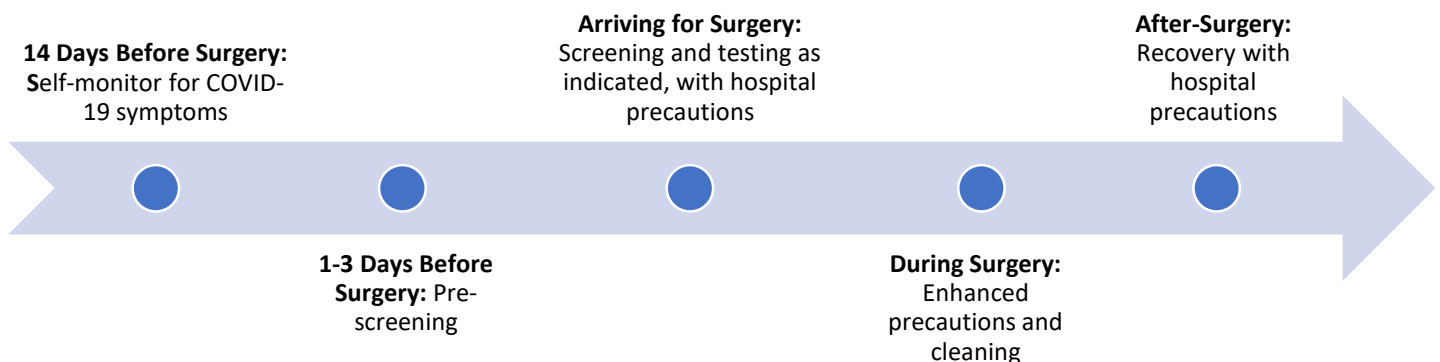 14 Days Before Surgery:
Self-monitor for COVID-
19 symptoms
1-3 Days Before
Surgery: Pre-
screening
Arriving for Surgery:
Screening and testing as
indicated, with hospital
precautions
During Surgery:
Enhanced
precautions and
cleaning
After-Surgery:
Recovery with
hospital
precautions